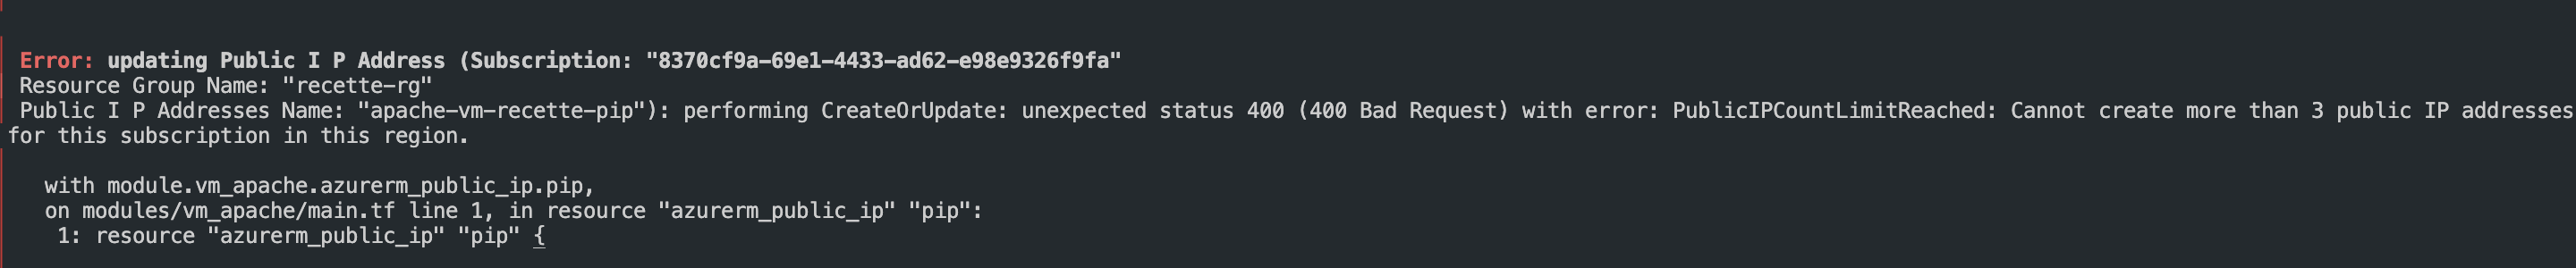 Error: updating Public I P Address (Subscription: "8370cf9a-69e1-4433-ad62-e98e9326f9fa"
Resource Group Name: "recette-rg"
Public I P Addresses Name: "apache-vm-recette-pip"): performing CreateOrUpdate: unexpected status 400 (400 Bad Request) with error: PublicIPCountLimitReached: Cannot create more than 3 public IP addresses
for this subscription in this region.
with module.vm_apache.azurerm_public_ip.pip,
on modules/vm_apache/main.tf line 1, in resource "azurerm_public_ip" "pip":
1: resource "azurerm_public_ip" "pip" {